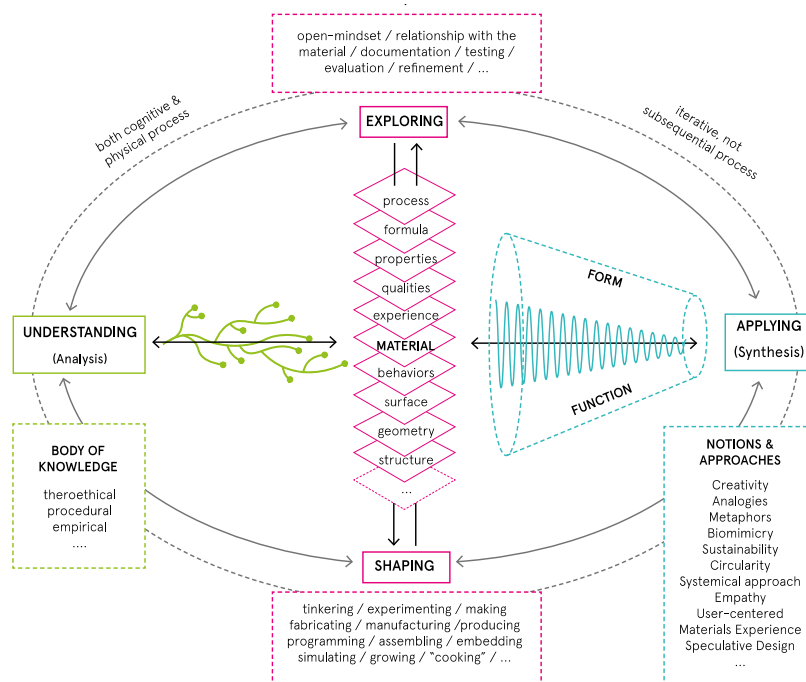 open-mindset / relationship with the
material / documentation / testing /
evaluation / refinement / ...
both cognitive &
physical process
iterative, not
subsequential process
EXPLORING
process
formula
properties
qualities
experience
MATERIAL
behaviors
surface
geometry
structure
...
FORM
FUNCTION
UNDERSTANDING
(Analysis)
APPLYING
(Synthesis)
BODY OF
KNOWLEDGE
theroethical
procedural
empirical
....
NOTIONS &
APPROACHES
Creativity
Analogies
Metaphors
Biomimicry
Sustainability
Circularity
Systemical approach
Empathy
User-centered
Materials Experience
Speculative Design
...
SHAPING
tinkering / experimenting / making
fabricating / manufacturing /producing
programming / assembling / embedding
simulating / growing / “cooking” / ...